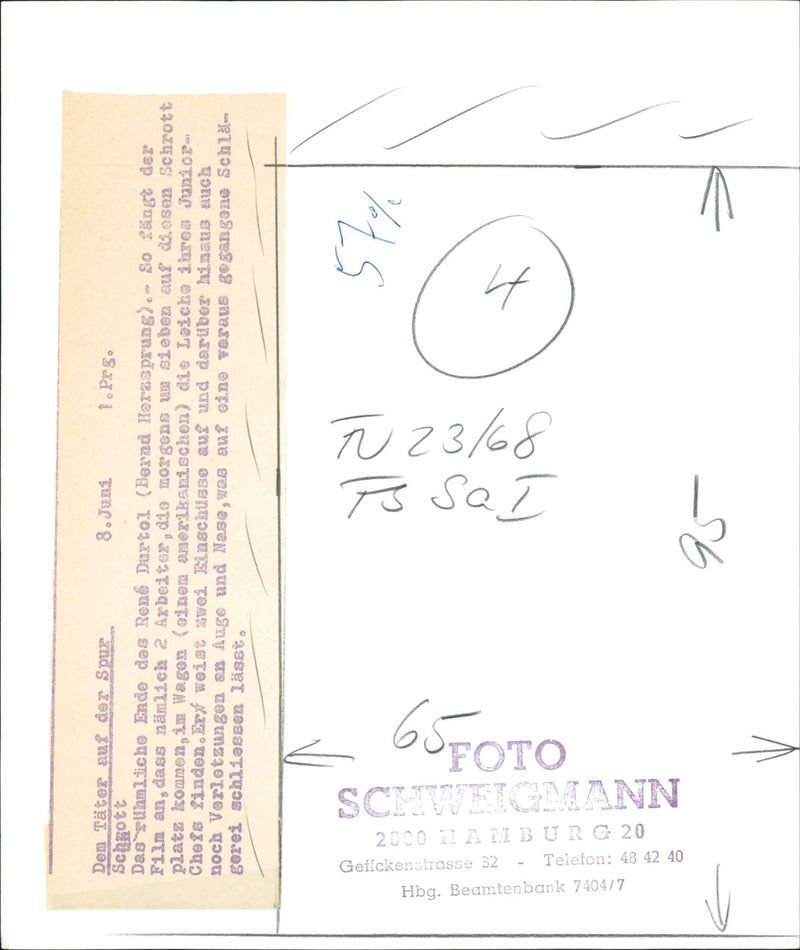 Dem Täter auf der Spur 8.Juni 1.Prg.
Schrott
Das rühmliche Ende des René Durtol (Bernd Herzsprung).- So fängt der
Film an, dass nämlich 2 Arbeiter, die morgens um sieben auf diesen Schrott
platz kommen, im Wagen (einem amerikanischen) die Leiche ihres Junior-
Chefs finden. Er weist zwei Einschüsse auf und darüber hinaus auch
noch Verletzungen an Auge und Nase, was auf eine voraus gegangene Schlä-
gerei schliessen lässt.
57%
4
TV 23/68
FS Sa I
95
65
FOTO
SCHWEIGMANN
2000 HAMBURG 20
Geffckenstrasse 32 - Telefon: 48 42 40
Hbg. Beamtenbank 7404/7